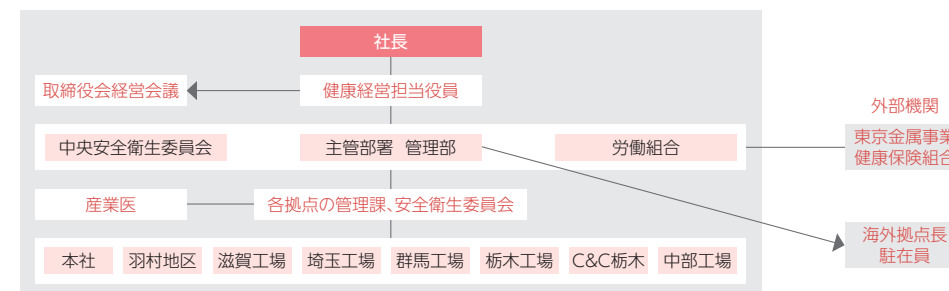 社長
取締役会経営会議
健康経営担当役員
外部機関
中央安全衛生委員会
主管部署 管理部
労働組合
東京金属事業
健康保険組合
産業医
各拠点の管理課、安全衛生委員会
海外拠点長
駐在員
本社
羽村地区
滋賀工場
埼玉工場
群馬工場
栃木工場
C&C栃木
中部工場